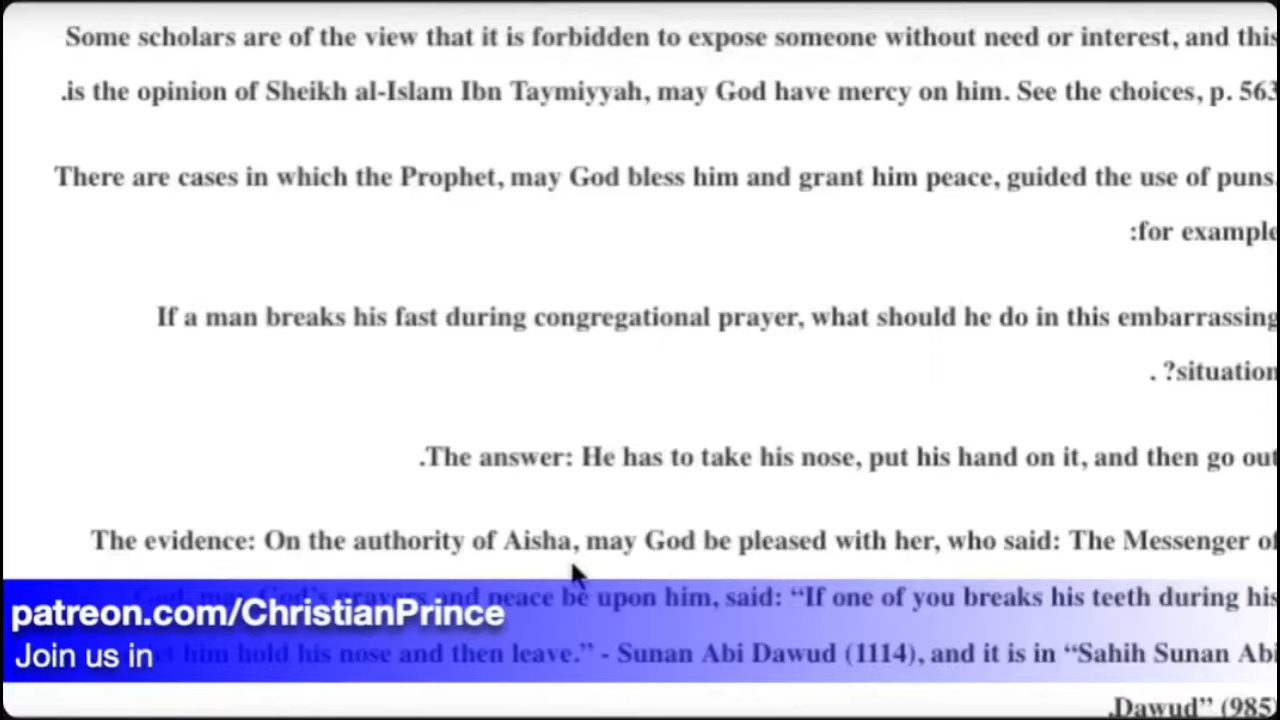 Some scholars are of the view that it is forbidden to expose someone without need or interest, and this
.is the opinion of Sheikh al-Islam Ibn Taymiyyah, may God have mercy on him. See the choices, p. 563
There are cases in which the Prophet, may God bless him and grant him peace, guided the use of puns.
:for example
If a man breaks his fast during congregational prayer, what should he do in this embarrassing
. ?situation
.The answer: He has to take his nose, put his hand on it, and then go out
The evidence: On the authority of Aisha, may God be pleased with her, who said: The Messenger of
God, may God's prayers and peace be upon him, said: “If one of you breaks his teeth during his
patreon.com/ChristianPrince
him hold his nose and then leave.” - Sunan Abi Dawud (1114), and it is in “Sahih Sunan Abi
Join us in
.Dawud” (985)